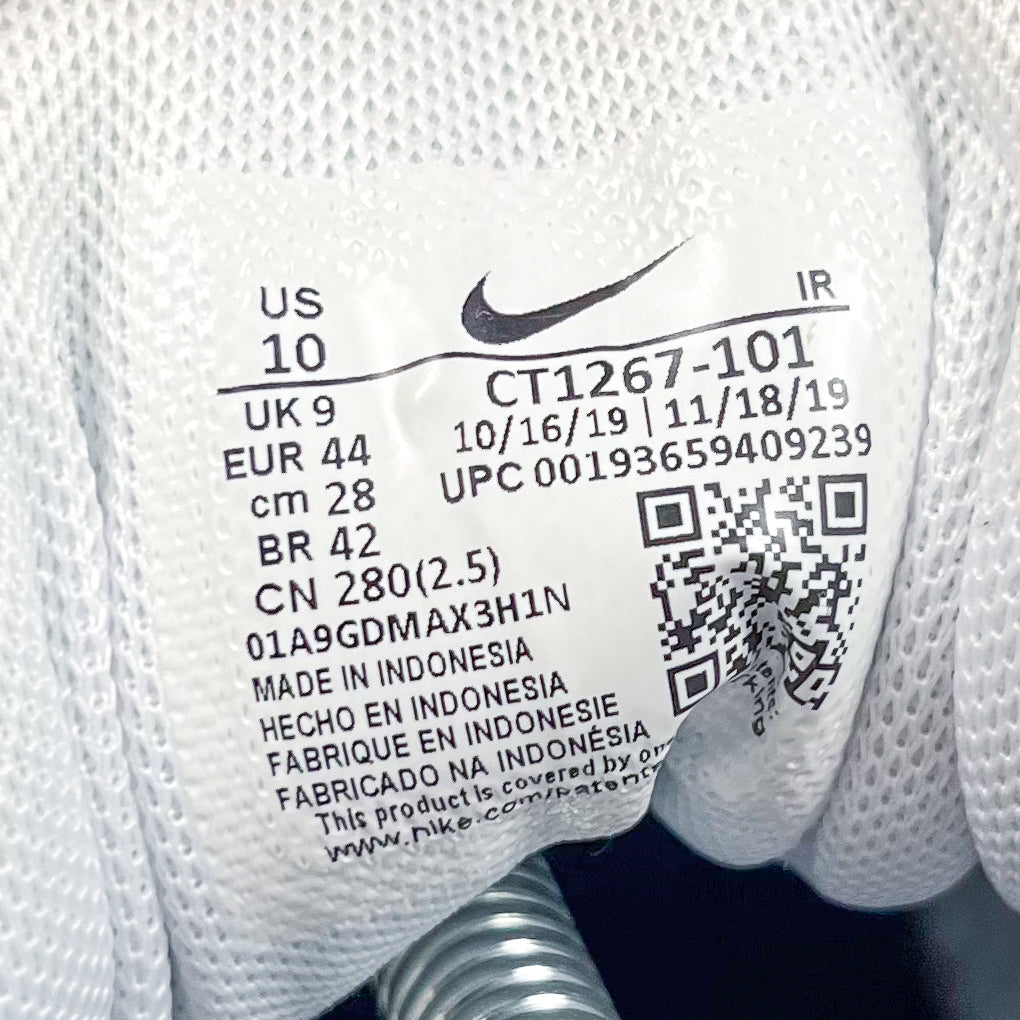 US
10
IR
UK 9
EUR 44
cm 28
BR 42
CN 280(2.5)
CT1267-101
10/16/19 | 11/18/19
UPC 00193659409239
01A9GDMAX3H1N
MADE IN INDONESIA
HECHO EN INDONESIA
FABRIQUE EN INDONESIE
FABRICADO NA INDONÉSIA
This product is covered by
www.nike.com/